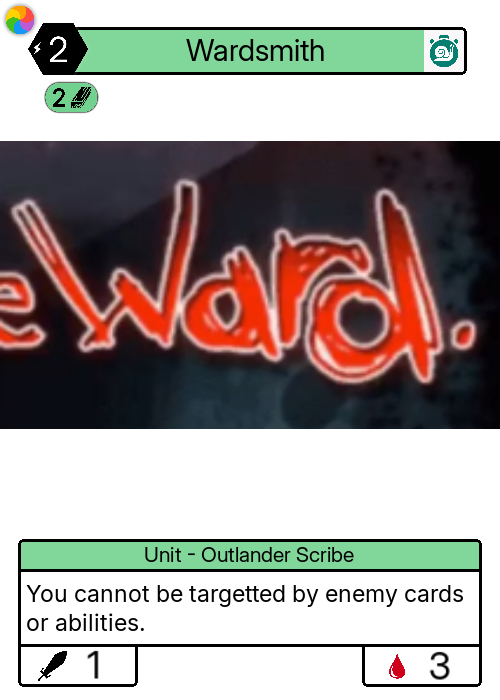 2 Wardsmith
2
e Ward.
Unit - Outlander Scribe
You cannot be targetted by enemy cards
or abilities.
1 3